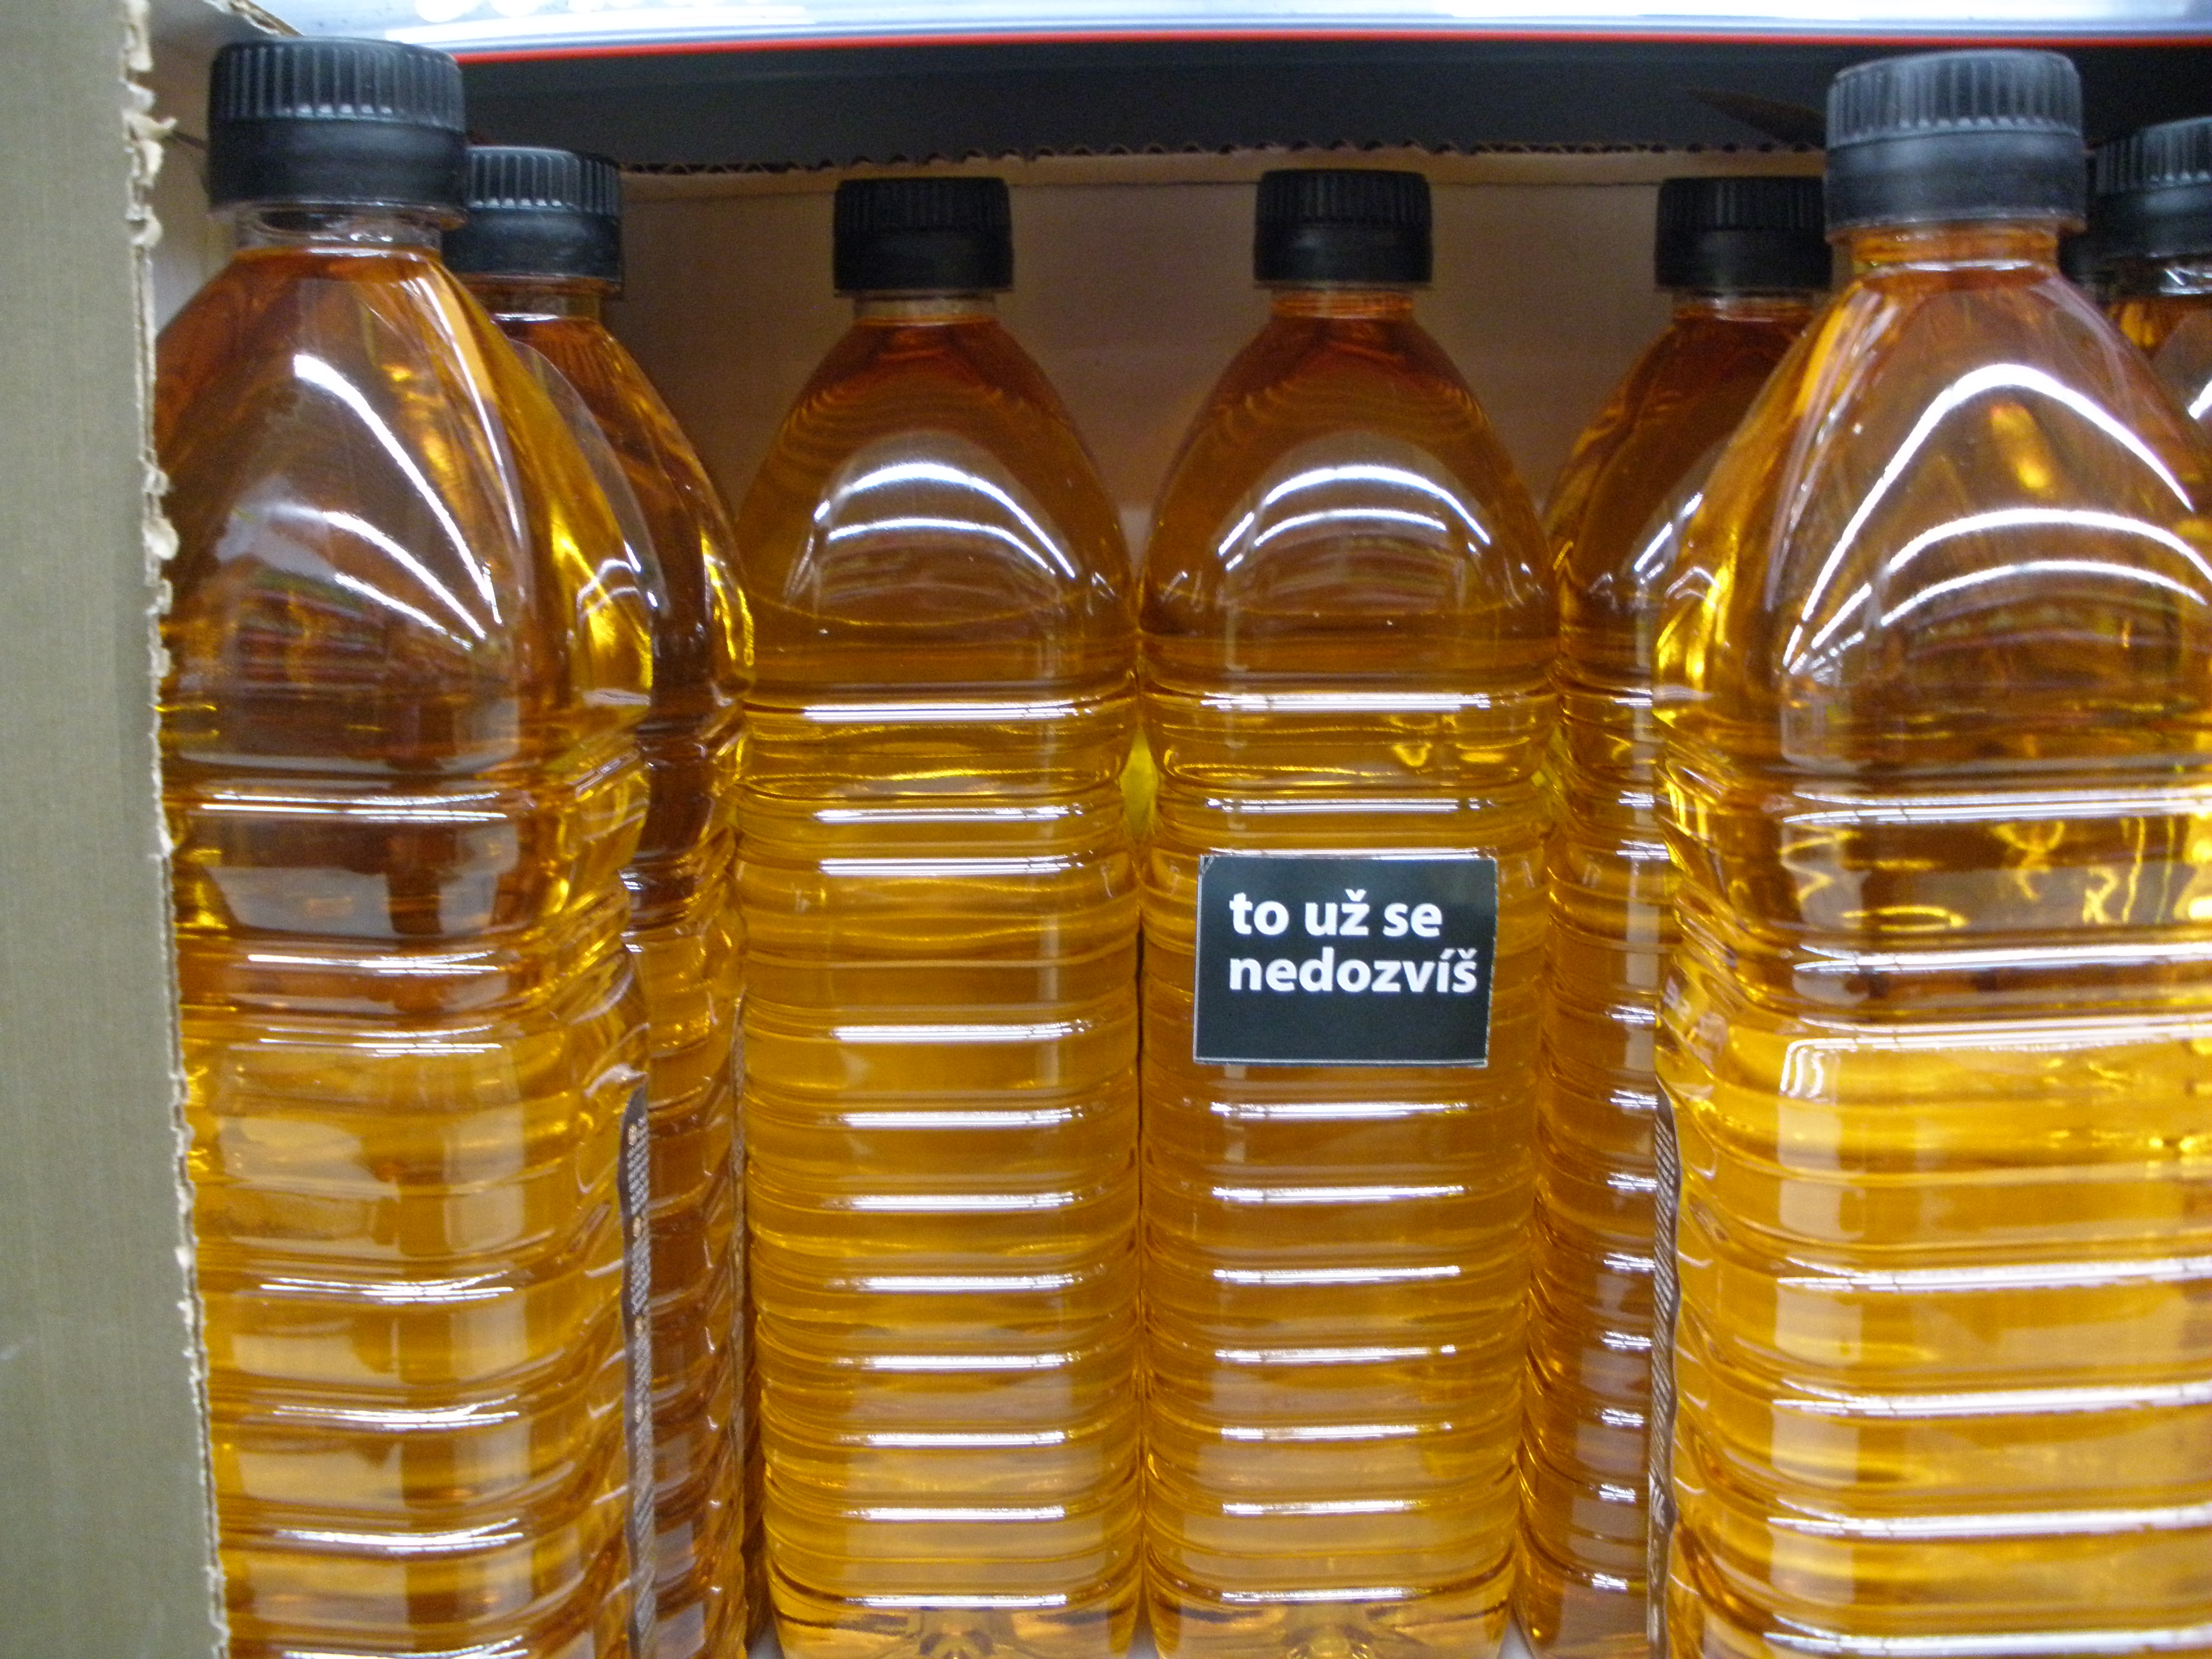 to už se
nedozvíš